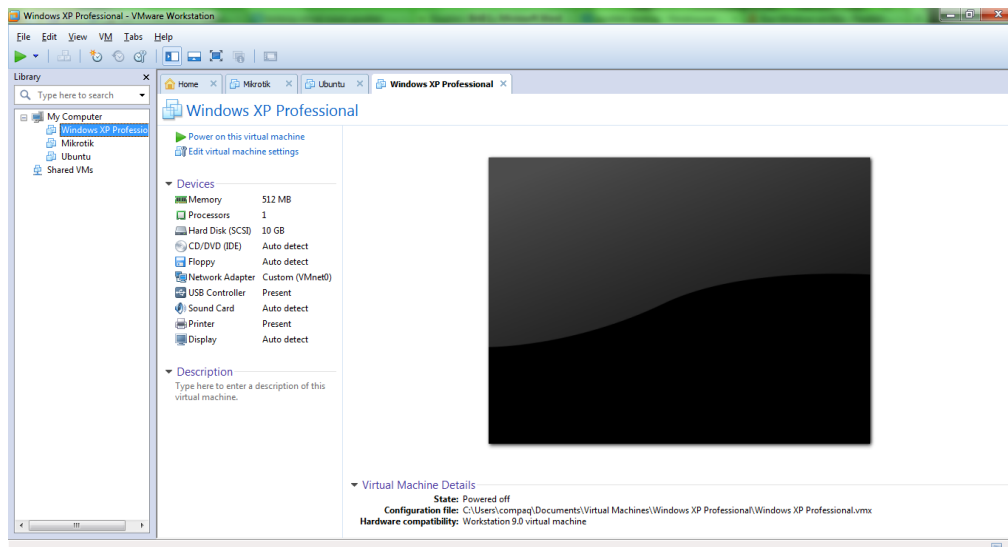 Windows XP Professional - VMware Workstation
File Edit View VM Tabs Help
Library
Type here to search
My Computer
Windows XP Professio
Mikrotik
Ubuntu
Shared VMs
Home Mikrotik Ubuntu Windows XP Professional
Windows XP Professional
Power on this virtual machine
Edit virtual machine settings
Devices
Memory 512 MB
Processors 1
Hard Disk (SCSI) 10 GB
CD/DVD (IDE) Auto detect
Floppy Auto detect
Network Adapter Custom (VMnet0)
USB Controller Present
Sound Card Auto detect
Printer Present
Display Auto detect
Description
Type here to enter a description of this
virtual machine.
Virtual Machine Details
State: Powered off
Configuration file: C:\Users\compaq\Documents\Virtual Machines\Windows XP Professional\Windows XP Professional.vmx
Hardware compatibility: Workstation 9.0 virtual machine